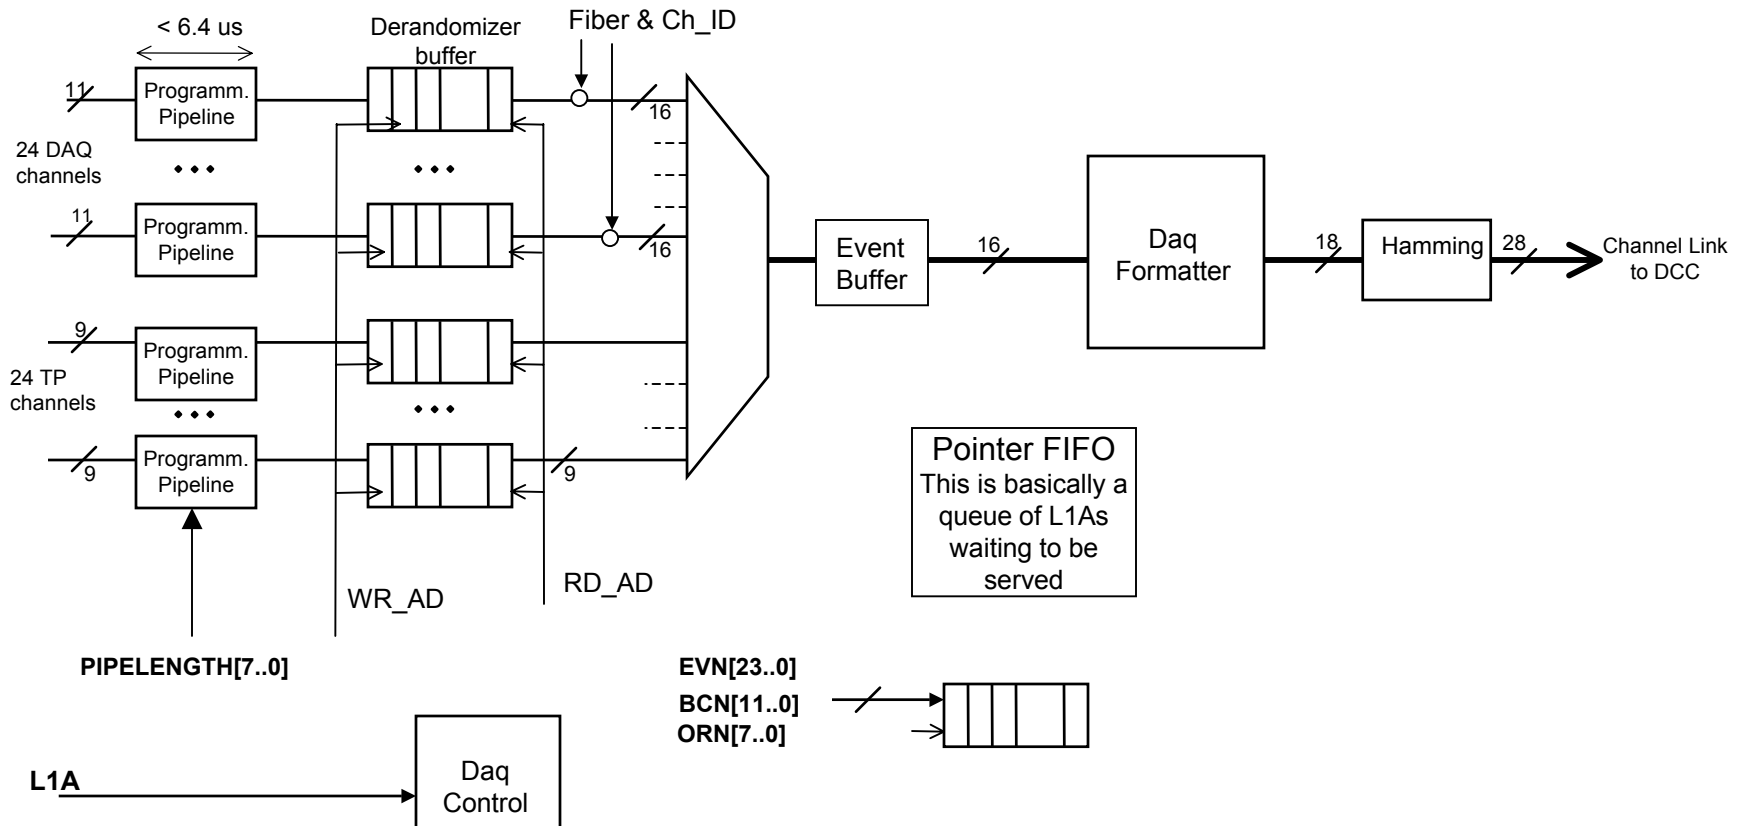 < 6.4 us
Derandomizer
buffer
Fiber & Ch_ID
11
Programm.
Pipeline
16
24 DAQ
channels
•••
•••
11
Programm.
Pipeline
16
Event
Buffer
16
Daq
Formatter
18
Hamming
28
Channel Link
to DCC
9
Programm.
Pipeline
24 TP
channels
•••
•••
9
Programm.
Pipeline
9
Pointer FIFO
This is basically a
queue of L1As
waiting to be
served
WR_AD
RD_AD
PIPELENGTH[7..0]
EVN[23..0]
BCN[11..0]
ORN[7..0]
L1A
Daq
Control